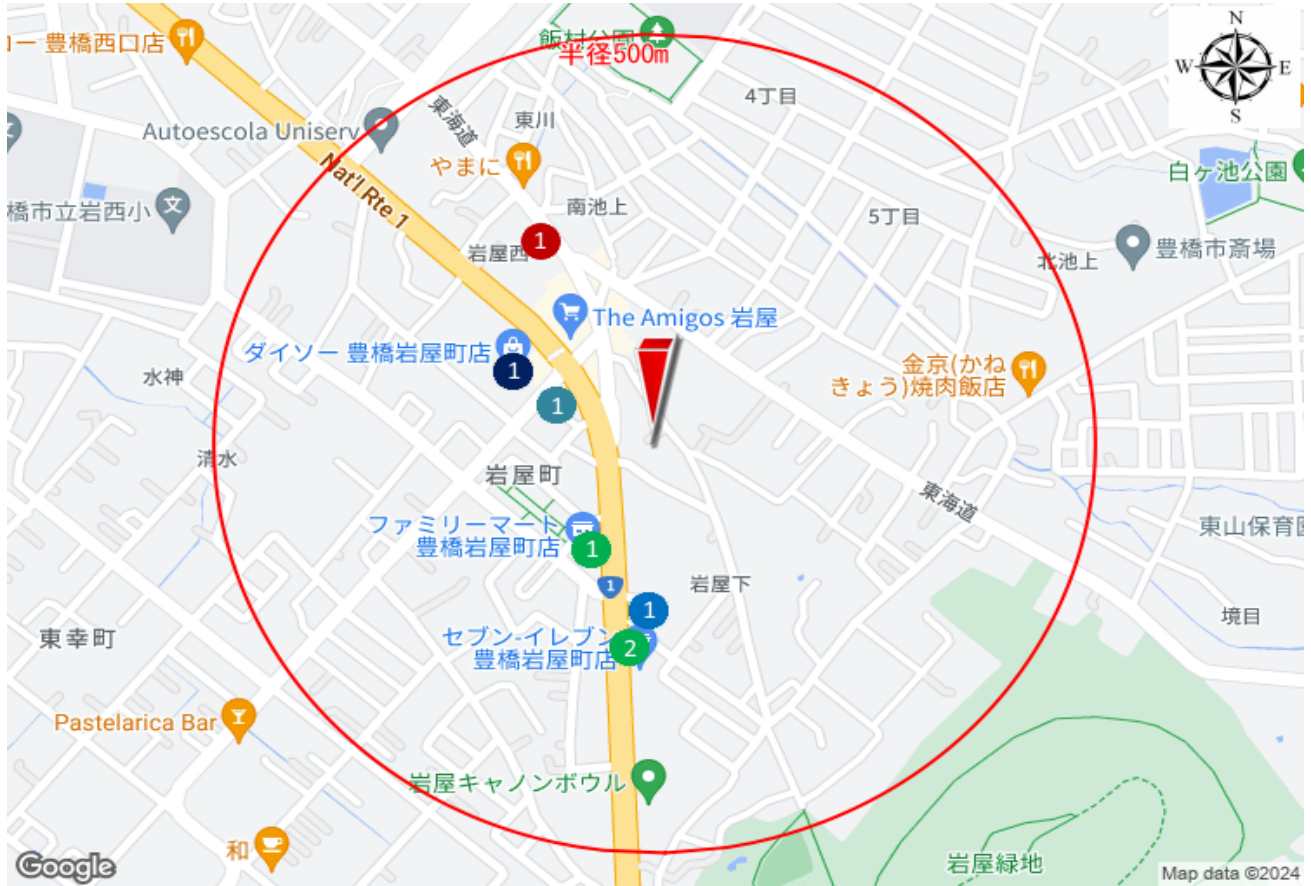 コー 豊橋西口店
飯村公園
半径500m
N
W
E
S
4丁目
東海道
東川
Autoescola Uniserv
やまに
Nat'l Rte 1
白ヶ池公園
橋市立岩西小
文
文
南池上
5丁目
岩屋西
1
北池上
豊橋市斎場
The Amigos 岩屋
ダイソー 豊橋岩屋町店
1
水神
1
金京(かね
きょう)焼肉飯店
清水
岩屋町
東海道
ファミリーマート
豊橋岩屋町店
1
東山保育園
1
岩屋下
1
境目
東幸町
セブン-イレブン
豊橋岩屋町店
2
Pastelarica Bar
岩屋キャノンボウル
和
岩屋緑地
Google
Map data ©2024